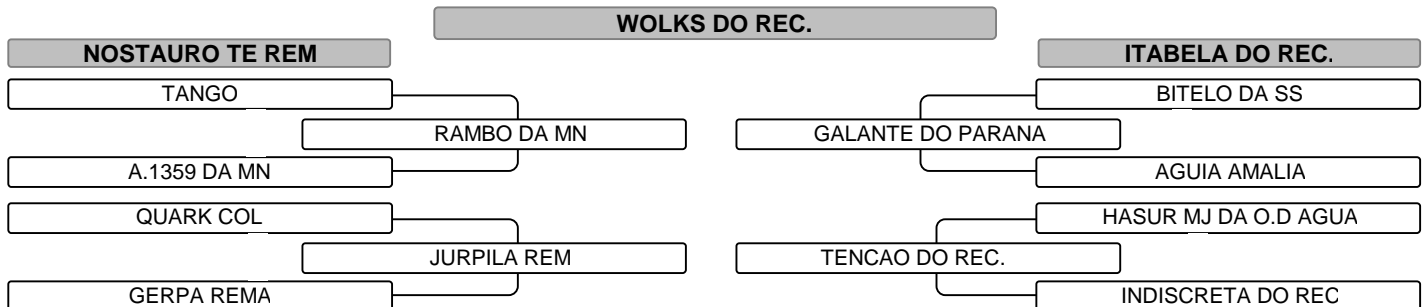 WOLKS DO REC.
NOSTAURO TE REM
ITABELA DO REC.
TANGO
BITELO DA SS
RAMBO DA MN
GALANTE DO PARANA
A.1359 DA MN
AGUIA AMALIA
QUARK COL
HASUR MJ DA O.D AGUA
JURPILA REM
TENCAO DO REC.
GERPA REMA
INDISCRETA DO REC